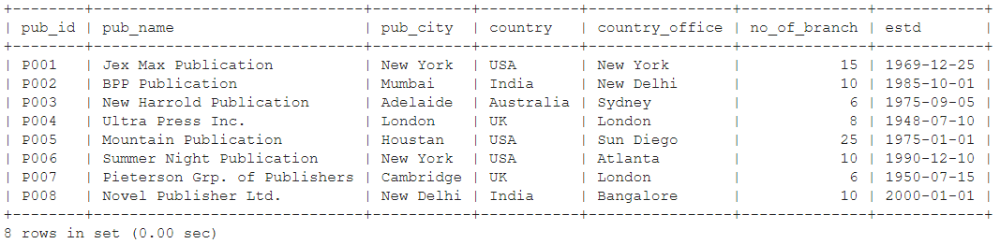 +--------+------------------------------+-----------+-----------+----------------+--------------+------------+
| pub_id | pub_name                     | pub_city  | country   | country_office | no_of_branch | estd       |
+--------+------------------------------+-----------+-----------+----------------+--------------+------------+
| P001   | Jex Max Publication          | New York  | USA       | New York       |           15 | 1969-12-25 |
| P002   | BPP Publication              | Mumbai    | India     | New Delhi      |           10 | 1985-10-01 |
| P003   | New Harrold Publication      | Adelaide  | Australia | Sydney         |            6 | 1975-09-05 |
| P004   | Ultra Press Inc.             | London    | UK        | London         |            8 | 1948-07-10 |
| P005   | Mountain Publication         | Houstan   | USA       | Sun Diego      |           25 | 1975-01-01 |
| P006   | Summer Night Publication     | New York  | USA       | Atlanta        |           10 | 1990-12-10 |
| P007   | Pieterson Grp. of Publishers | Cambridge | UK        | London         |            6 | 1950-07-15 |
| P008   | Novel Publisher Ltd.         | New Delhi | India     | Bangalore      |           10 | 2000-01-01 |
+--------+------------------------------+-----------+-----------+----------------+--------------+------------+
8 rows in set (0.00 sec)